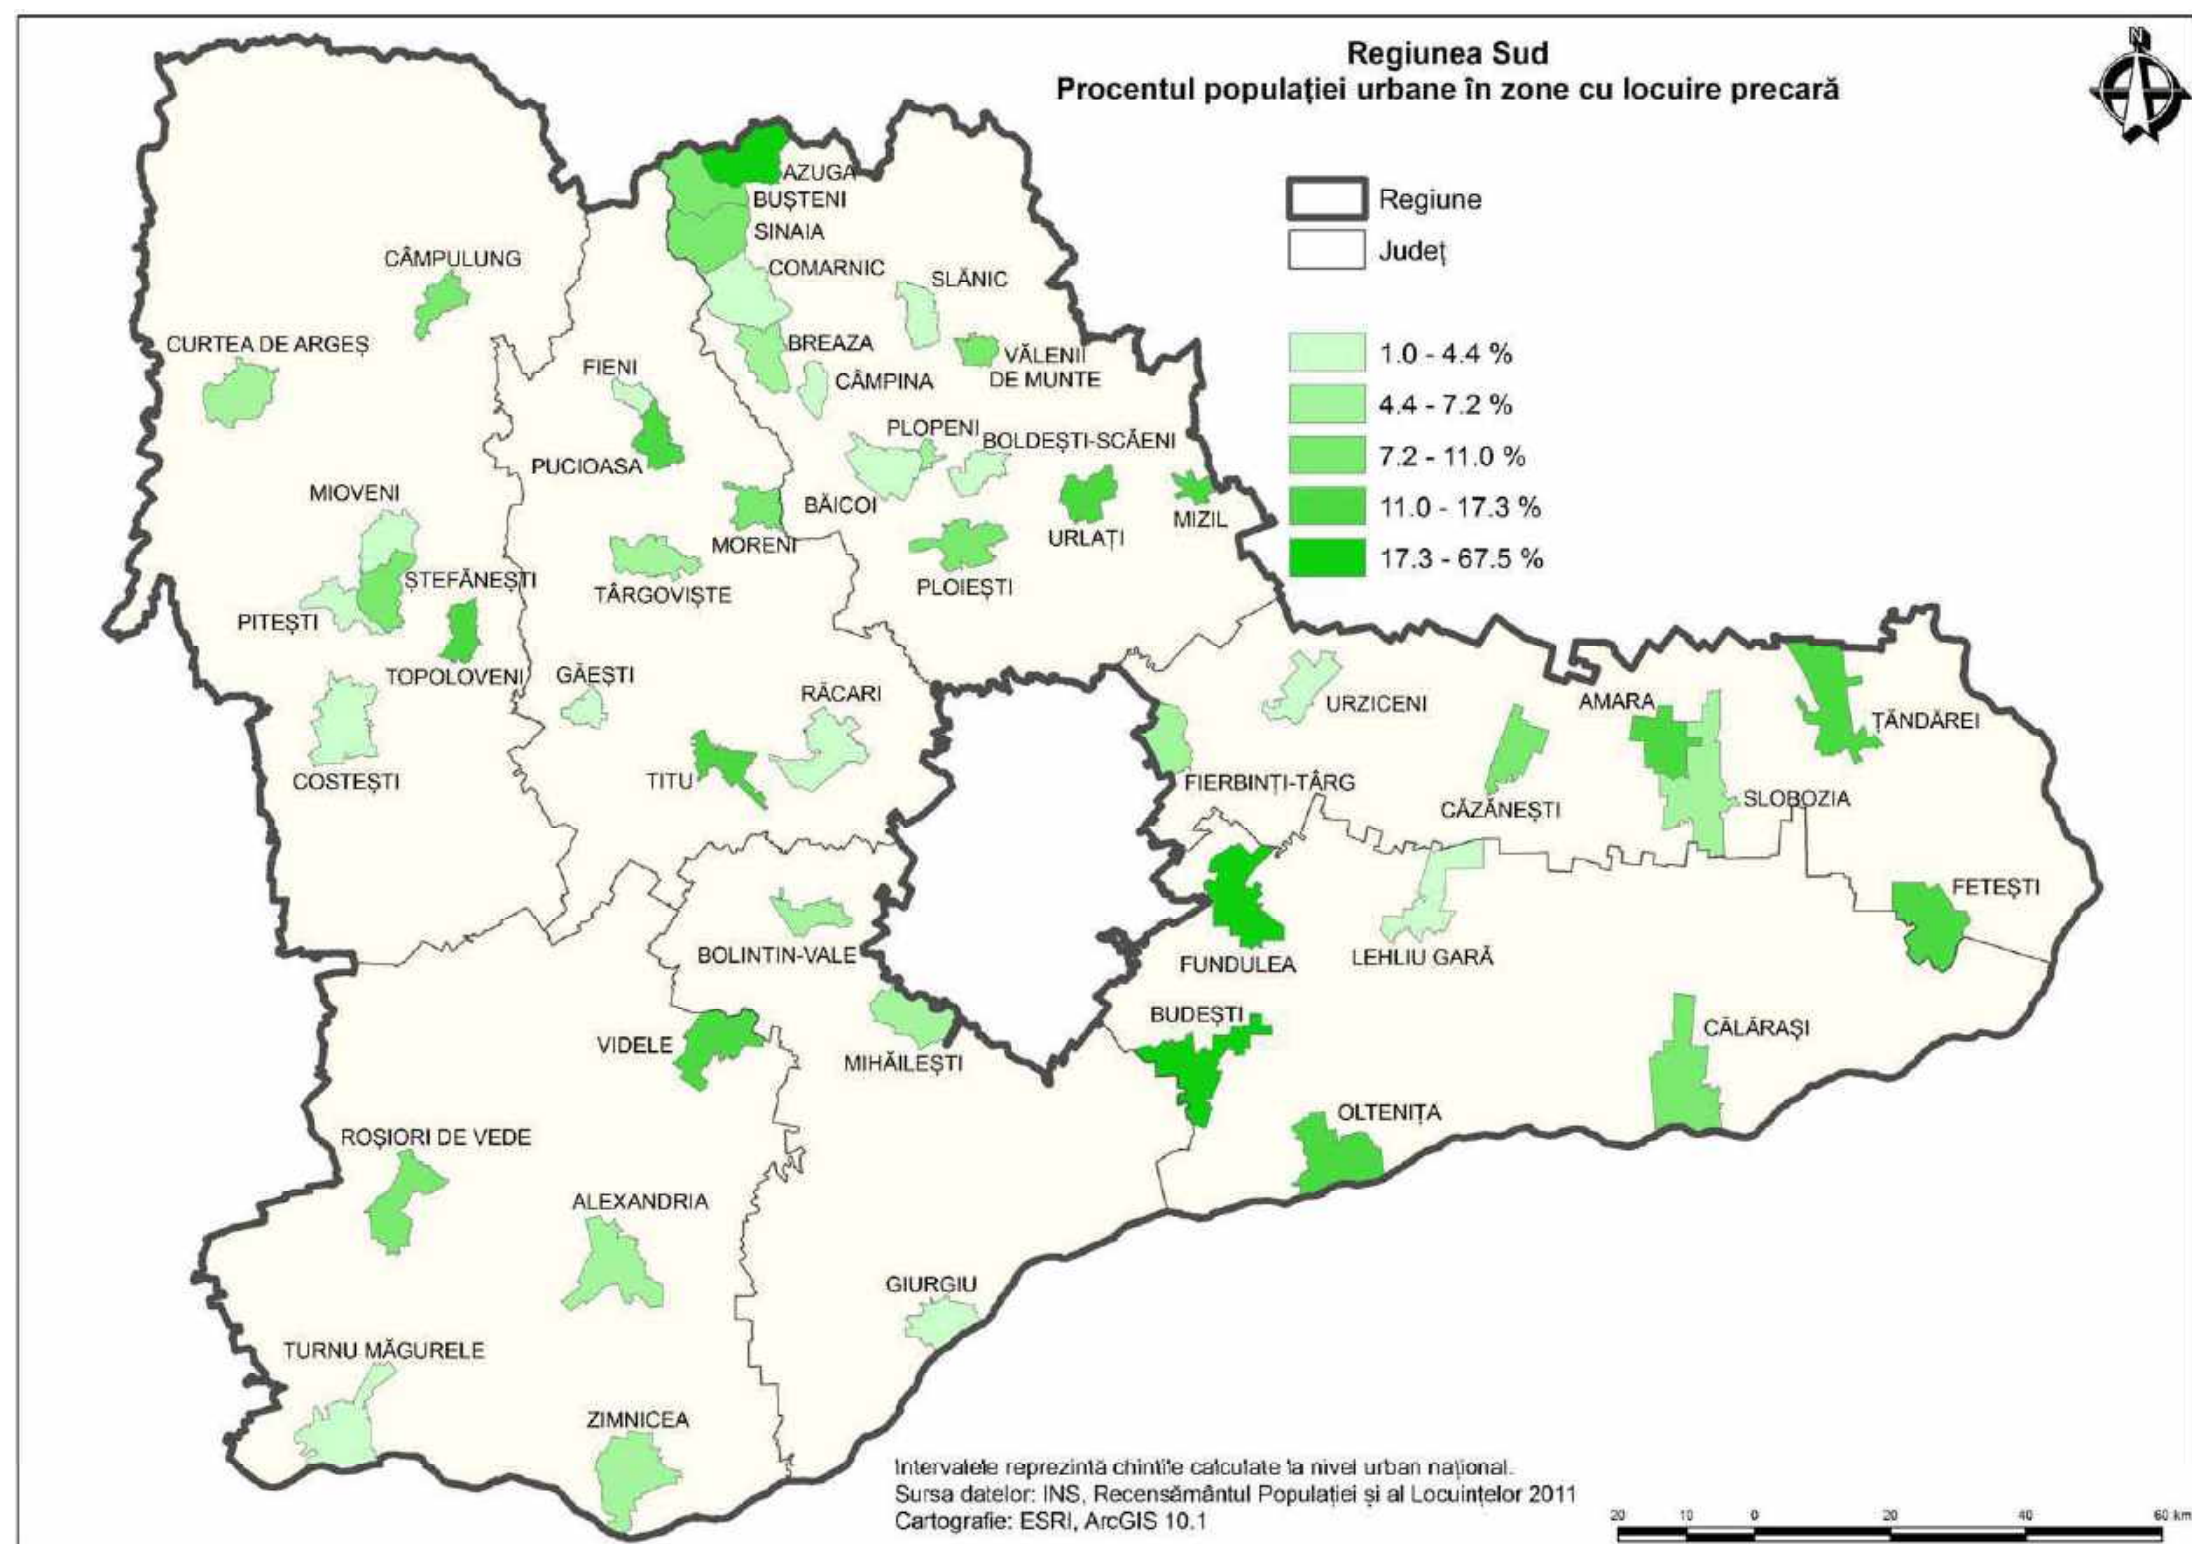 N
Regiunea Sud
Procentul populației urbane în zone cu locuire precară
Regiune
Județ
1.0 - 4.4 %
4.4 - 7.2 %
7.2 - 11.0 %
11.0 - 17.3 %
17.3 - 67.5 %
AZUGA
BUȘTENI
SINAIA
COMARNIC
SLĂNIC
CÂMPULUNG
CURTEA DE ARGEȘ
BREAZA
VĂLENII
DE MUNTE
FIENI
CÂMPINA
PLOPENI
BOLDEȘTI-SCĂENI
PUCIOASA
MIOVENI
BĂICOI
MIZIL
URLAȚI
MORENI
ȘTEFĂNEȘTI
TÂRGOVIȘTE
PLOIEȘTI
PITEȘTI
TOPOLOVENI
GĂEȘTI
RĂCARI
URZICENI
AMARA
ȚĂNDĂREI
COSTEȘTI
TITU
FIERBINȚI-TÂRG
CĂZĂNEȘTI
SLOBOZIA
FETEȘTI
BOLINTIN-VALE
FUNDULEA
LEHLIU GARĂ
BUDEȘTI
CĂLĂRAȘI
VIDELE
MIHĂILEȘTI
OLTENIȚA
ROȘIORI DE VEDE
ALEXANDRIA
GIURGIU
TURNU MĂGURELE
ZIMNICEA
Intervalele reprezintă chintile calculate la nivel urban național.
Sursa datelor: INS, Recensământul Populației și al Locuințelor 2011
Cartografie: ESRI, ArcGIS 10.1
20 10 0 20 40 60 km